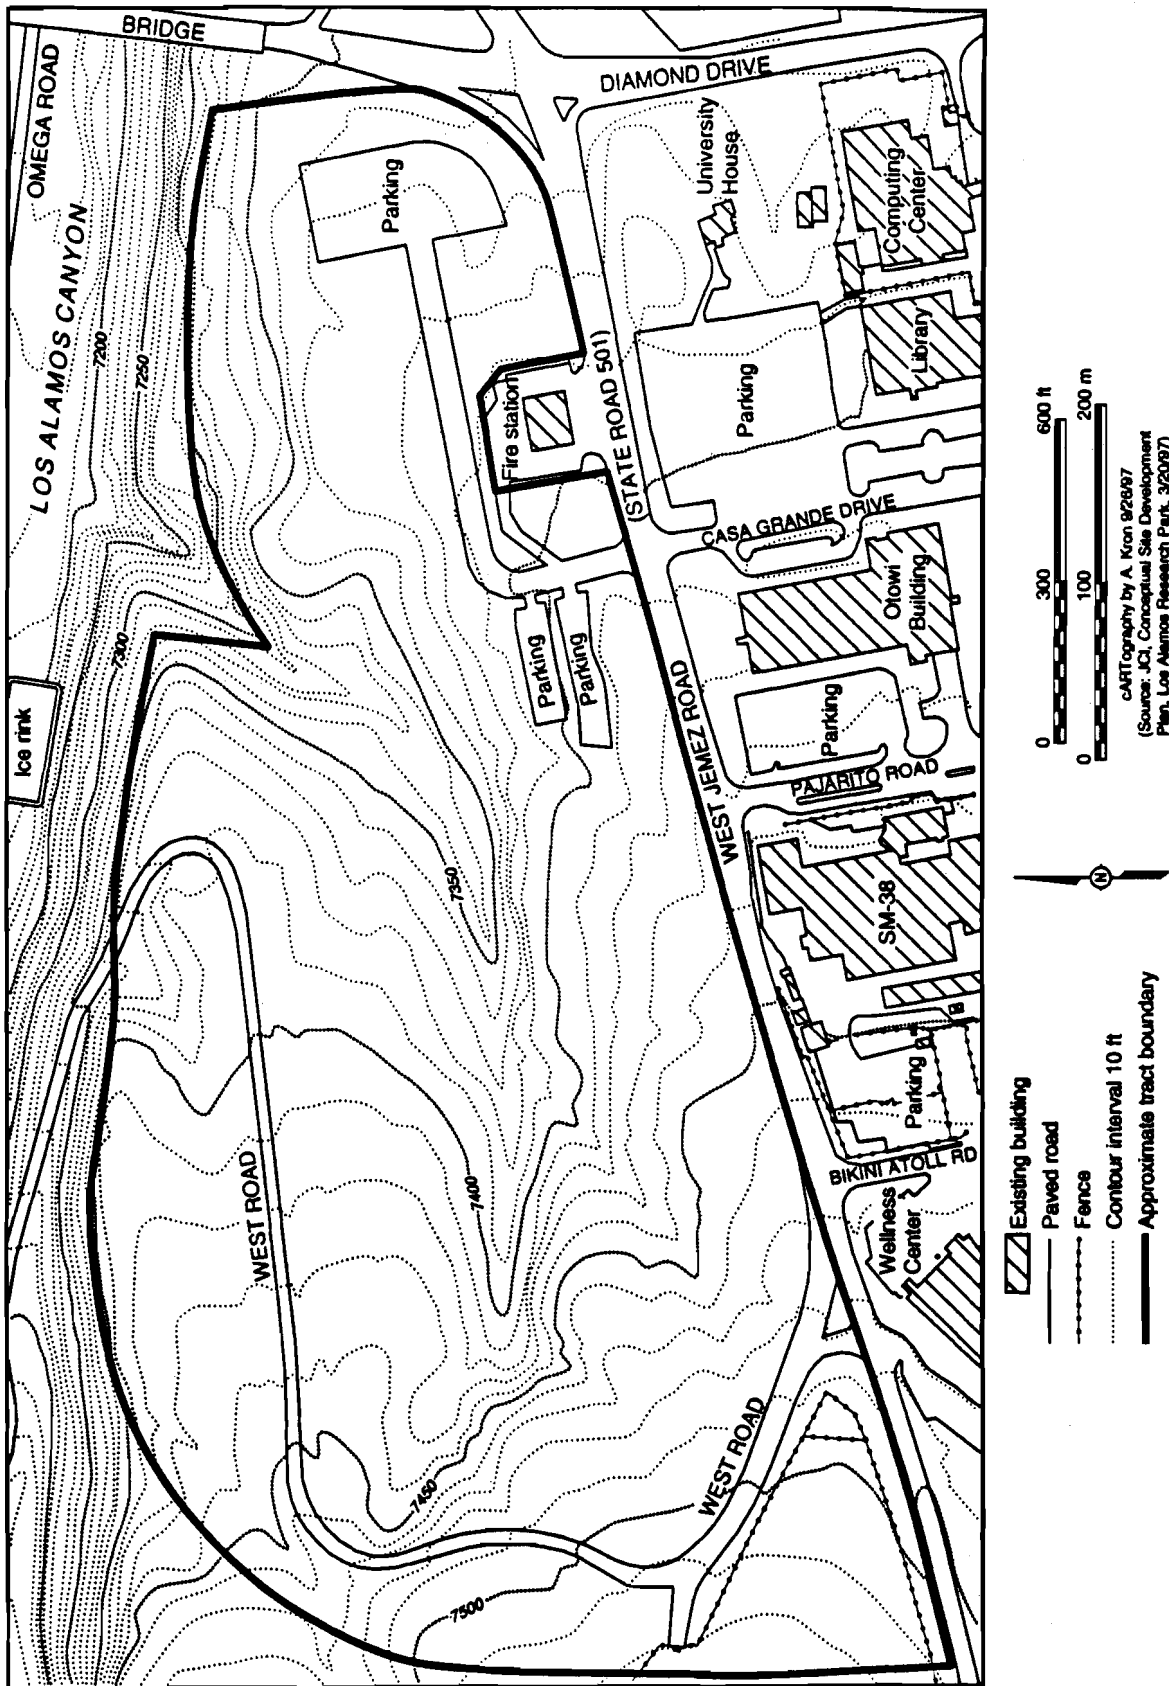 BRIDGE
OMEGA ROAD
LOS ALAMOS CANYON
7200
7250
7300
Ice rink
DIAMOND DRIVE
Parking
University
House
Computing
Center
Library
Fire station
(STATE ROAD 501)
Parking
CASA GRANDE DRIVE
Otowi
Building
Parking
Parking
WEST JEMEZ ROAD
Parking
PAJARITO ROAD
SM-38
7350
Parking
BIKINI ATOLL RD
Wellness
Center
7400
WEST ROAD
7450
WEST ROAD
7500
Existing building
Paved road
Fence
Contour interval 10 ft
Approximate tract boundary
N
0 300 600 ft
0 100 200 m
cARTography by A. Kron 9/26/97
(Source: JCI, Conceptual Site Development
Plan, Los Alamos Research Park, 3/20/97)